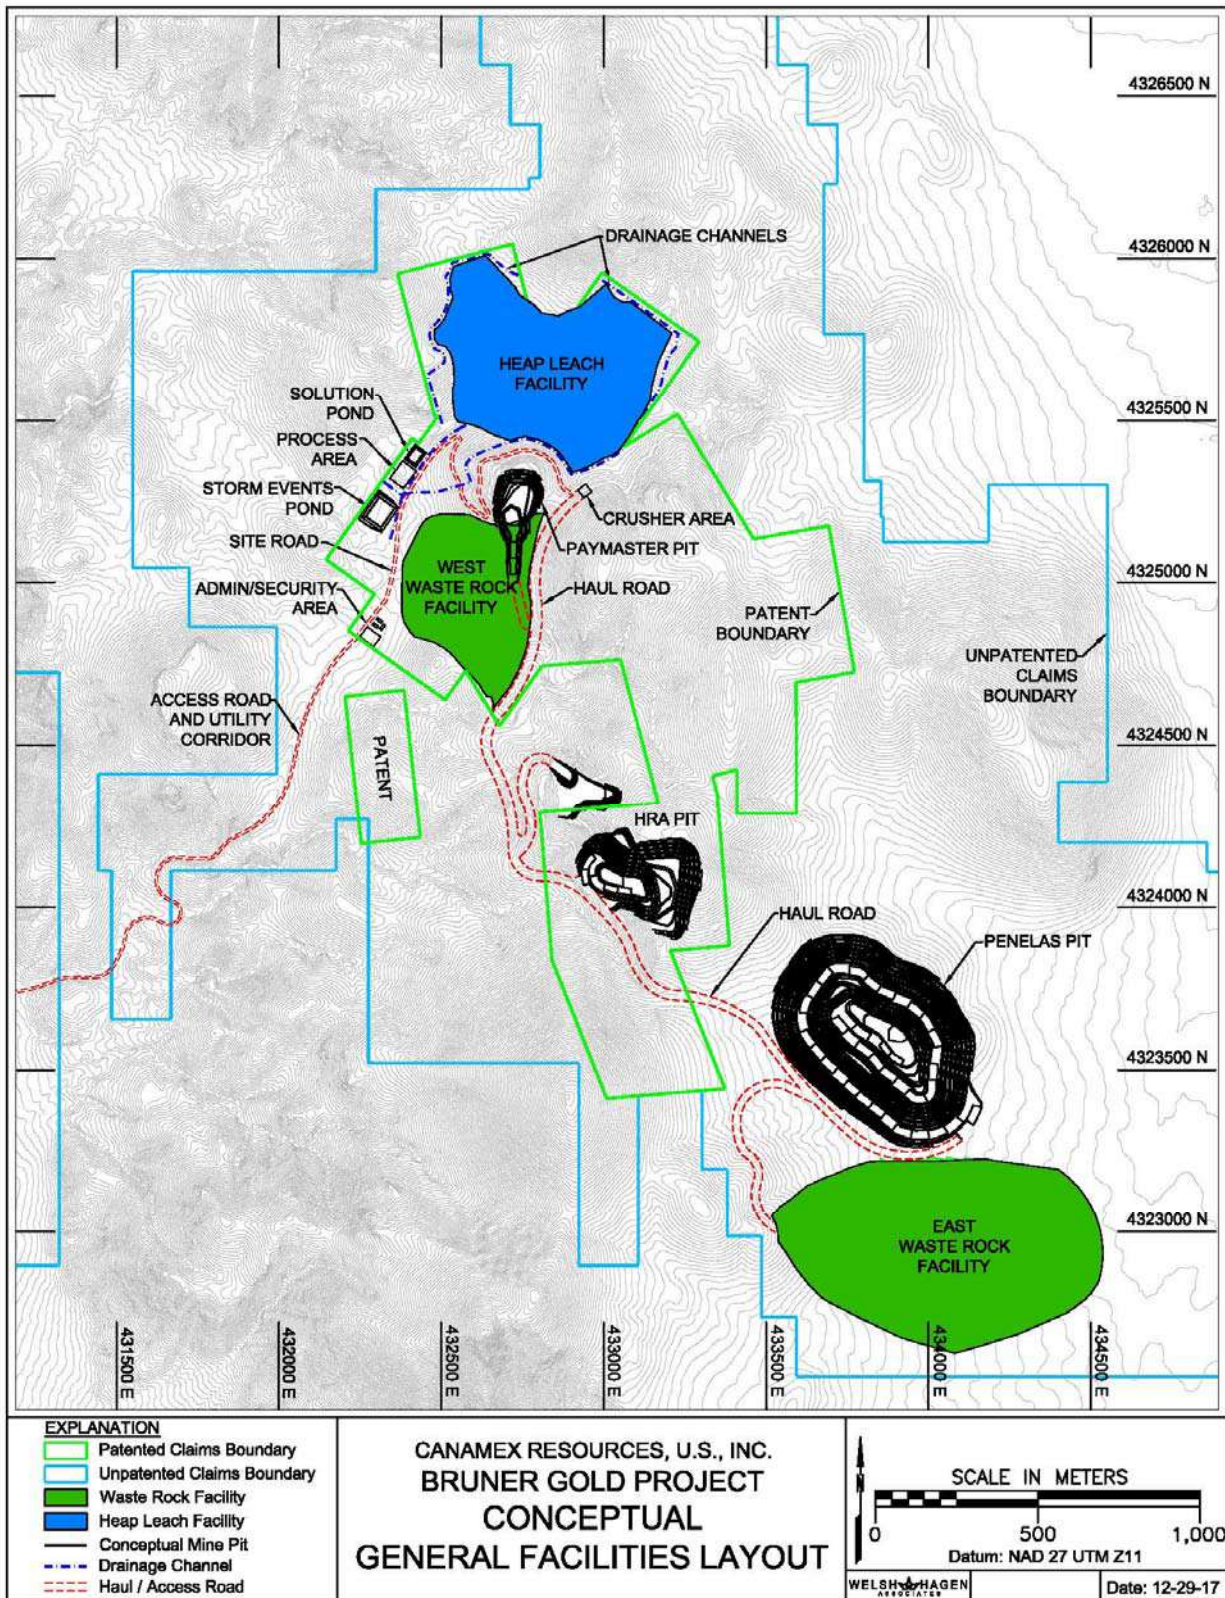 4326500 N
DRAINAGE CHANNELS
4326000 N
HEAP LEACH
FACILITY
SOLUTION
POND
4325500 N
PROCESS
AREA
STORM EVENTS
POND
CRUSHER AREA
SITE ROAD
PAYMASTER PIT
WEST
WASTE ROCK
FACILITY
4325000 N
ADMIN/SECURITY
AREA
HAUL ROAD
PATENT
BOUNDARY
UNPATENTED
CLAIMS
BOUNDARY
ACCESS ROAD
AND UTILITY
CORRIDOR
4324500 N
PATENT
HRA PIT
4324000 N
HAUL ROAD
PENELAS PIT
4323500 N
4323000 N
EAST
WASTE ROCK
FACILITY
431500 E
432000 E
432500 E
433000 E
433500 E
434000 E
434500 E
EXPLANATION
Patented Claims Boundary
Unpatented Claims Boundary
Waste Rock Facility
Heap Leach Facility
Conceptual Mine Pit
Drainage Channel
Haul / Access Road
CANAMEX RESOURCES, U.S., INC.
BRUNER GOLD PROJECT
CONCEPTUAL
GENERAL FACILITIES LAYOUT
N
SCALE IN METERS
0 500 1,000
Datum: NAD 27 UTM Z11
WELSH HAGEN
ASSOCIATES
Date: 12-29-17